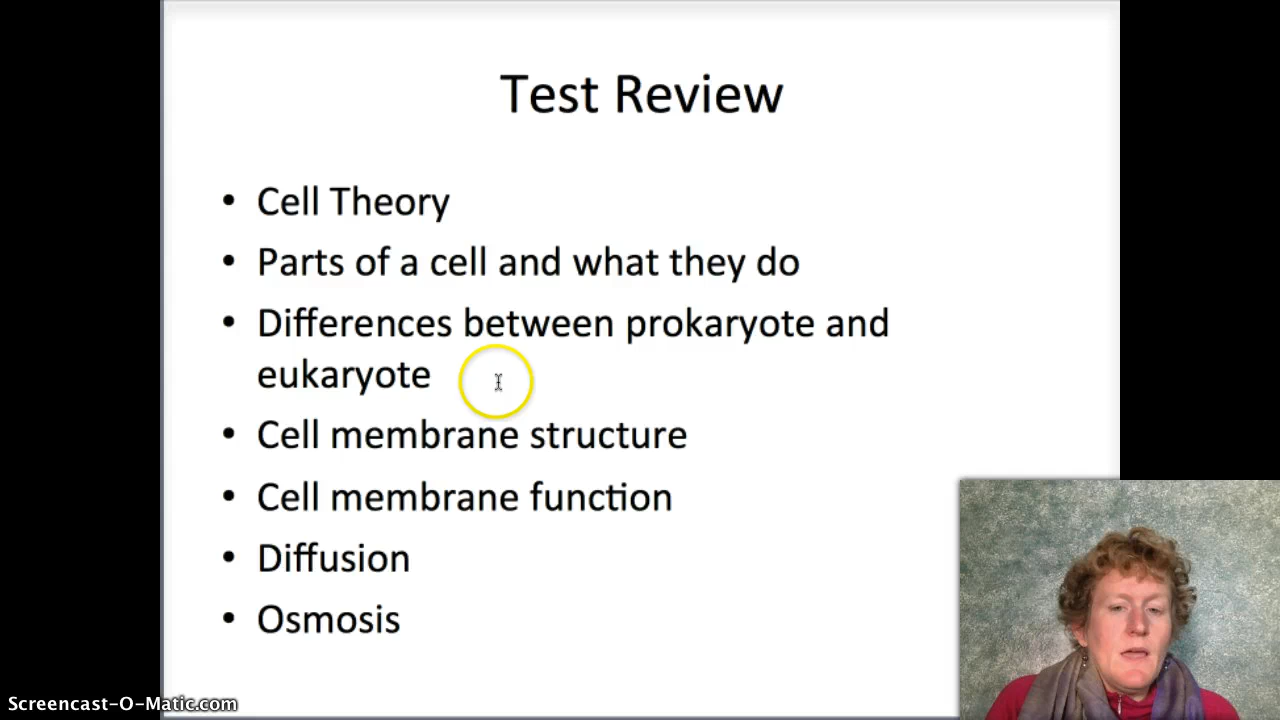 Test Review
• Cell Theory
• Parts of a cell and what they do
• Differences between prokaryote and
eukaryote
• Cell membrane structure
• Cell membrane function
• Diffusion
• Osmosis
Screencast-O-Matic.com